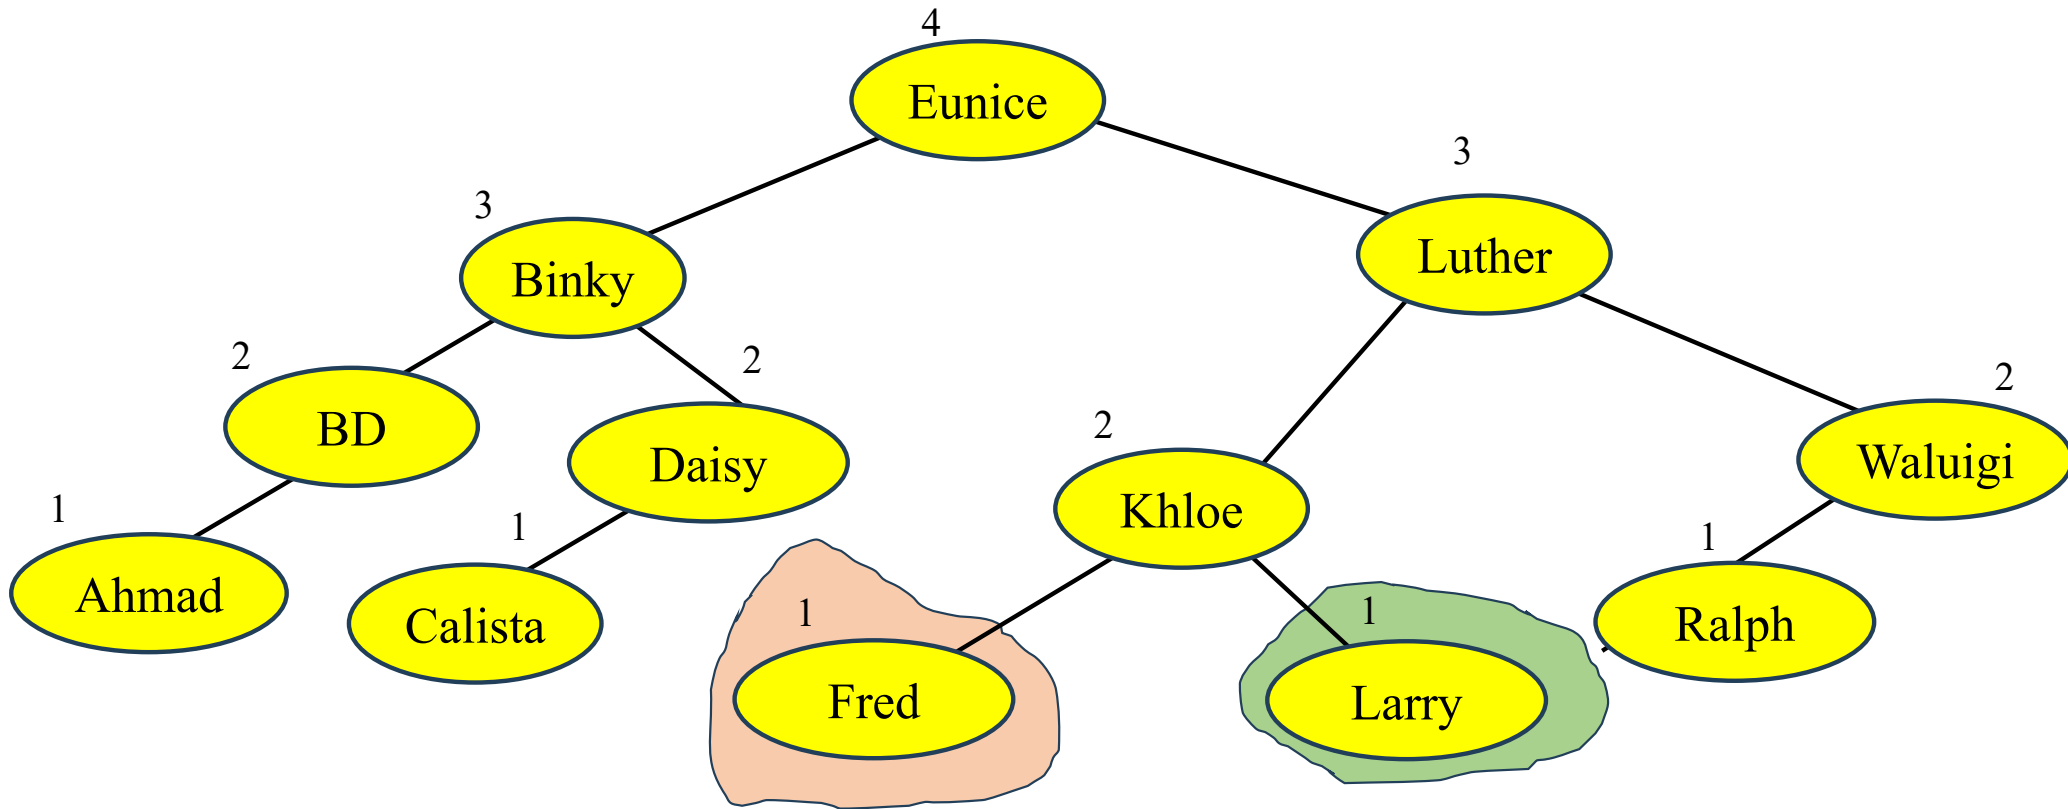 4
Eunice
3
Luther
3
Binky
2
BD
2
Daisy
2
Waluigi
2
Khloe
1
Ahmad
1
Calista
1
Ralph
1
Fred
1
Larry